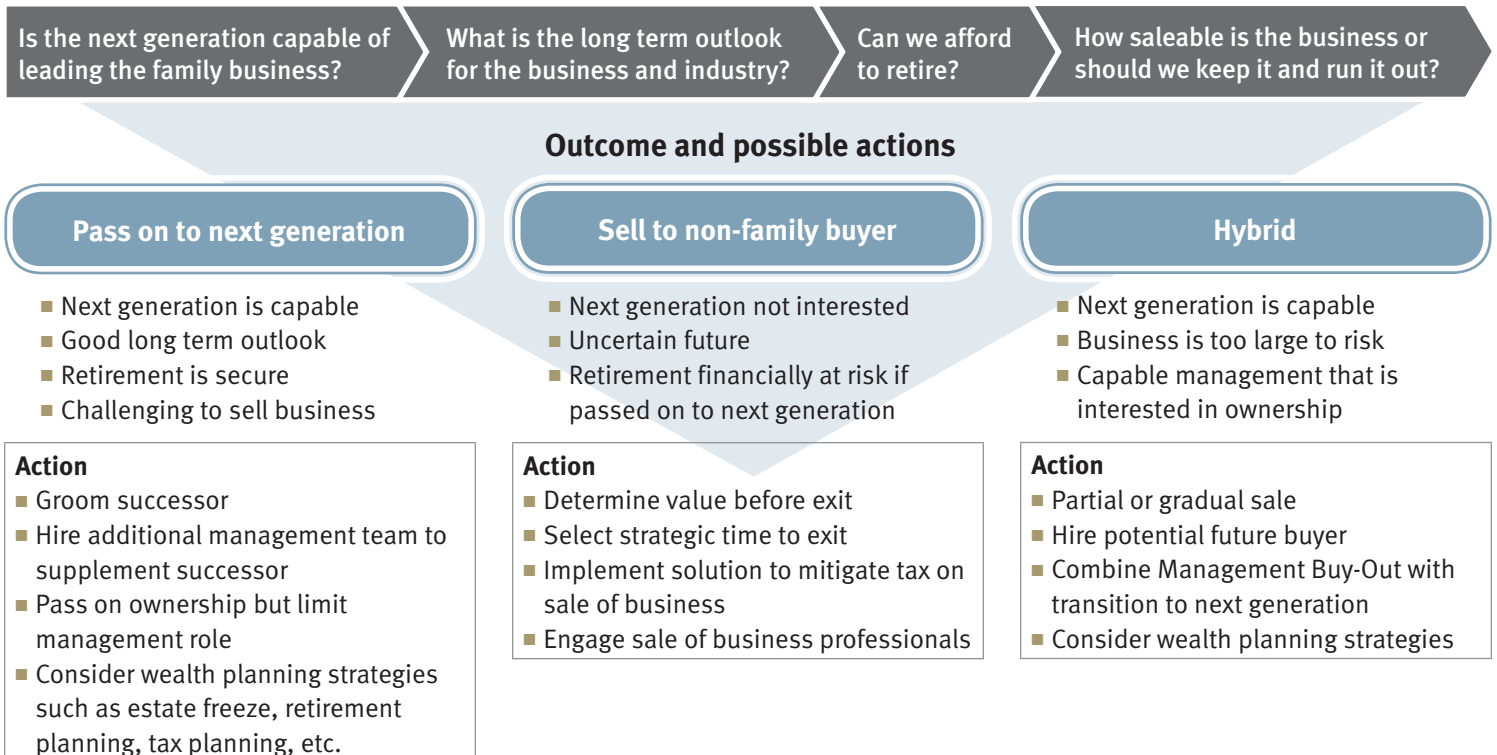 Is the next generation capable of
leading the family business?
What is the long term outlook
for the business and industry?
Can we afford
to retire?
How saleable is the business or
should we keep it and run it out?
Outcome and possible actions
Pass on to next generation
■ Next generation is capable
■ Good long term outlook
■ Retirement is secure
■ Challenging to sell business
Action
■ Groom successor
■ Hire additional management team to
supplement successor
■ Pass on ownership but limit
management role
■ Consider wealth planning strategies
such as estate freeze, retirement
planning, tax planning, etc.
Sell to non-family buyer
■ Next generation not interested
■ Uncertain future
■ Retirement financially at risk if
passed on to next generation
Action
■ Determine value before exit
■ Select strategic time to exit
■ Implement solution to mitigate tax on
sale of business
■ Engage sale of business professionals
Hybrid
■ Next generation is capable
■ Business is too large to risk
■ Capable management that is
interested in ownership
Action
■ Partial or gradual sale
■ Hire potential future buyer
■ Combine Management Buy-Out with
transition to next generation
■ Consider wealth planning strategies